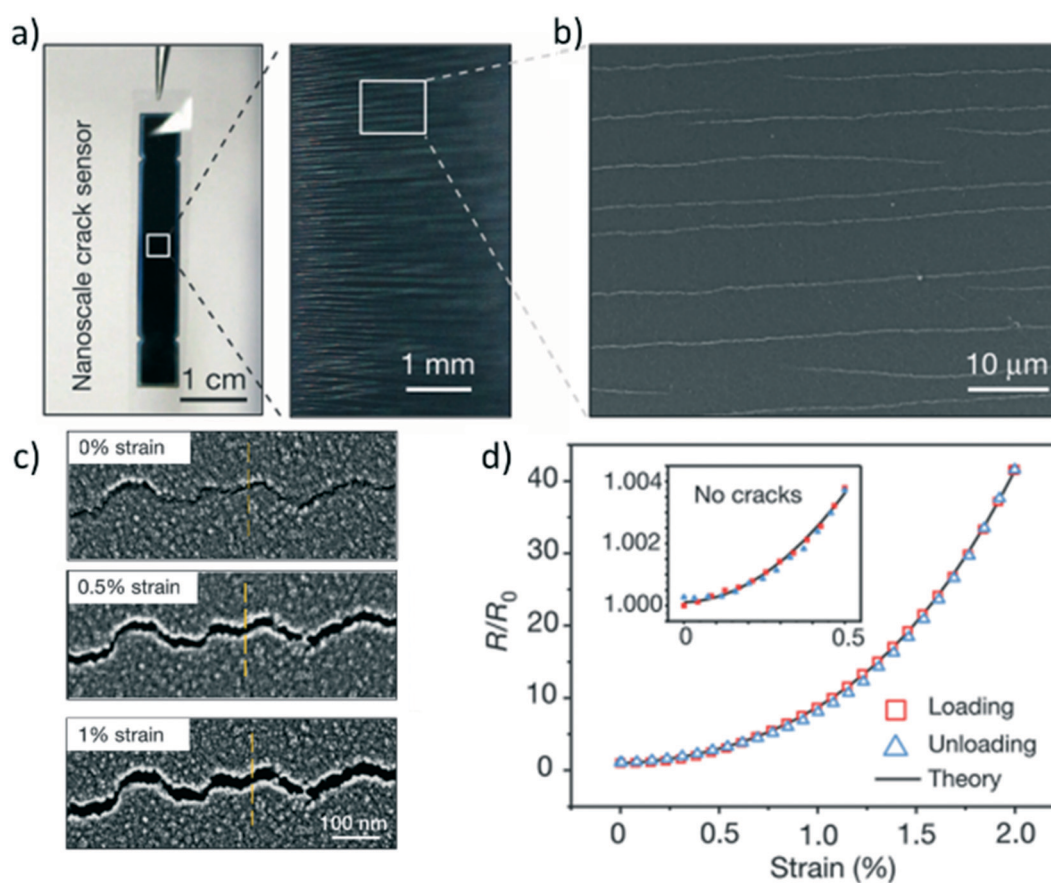 a)
Nanoscale crack sensor
1 cm
1 mm
b)
10 µm
c)
0% strain
0.5% strain
1% strain
100 nm
d)
R/R0
40
30
20
10
0
0
0.5
1.0
1.5
2.0
Strain (%)
No cracks
1.004
1.002
1.000
0
0.5
Loading
Unloading
Theory